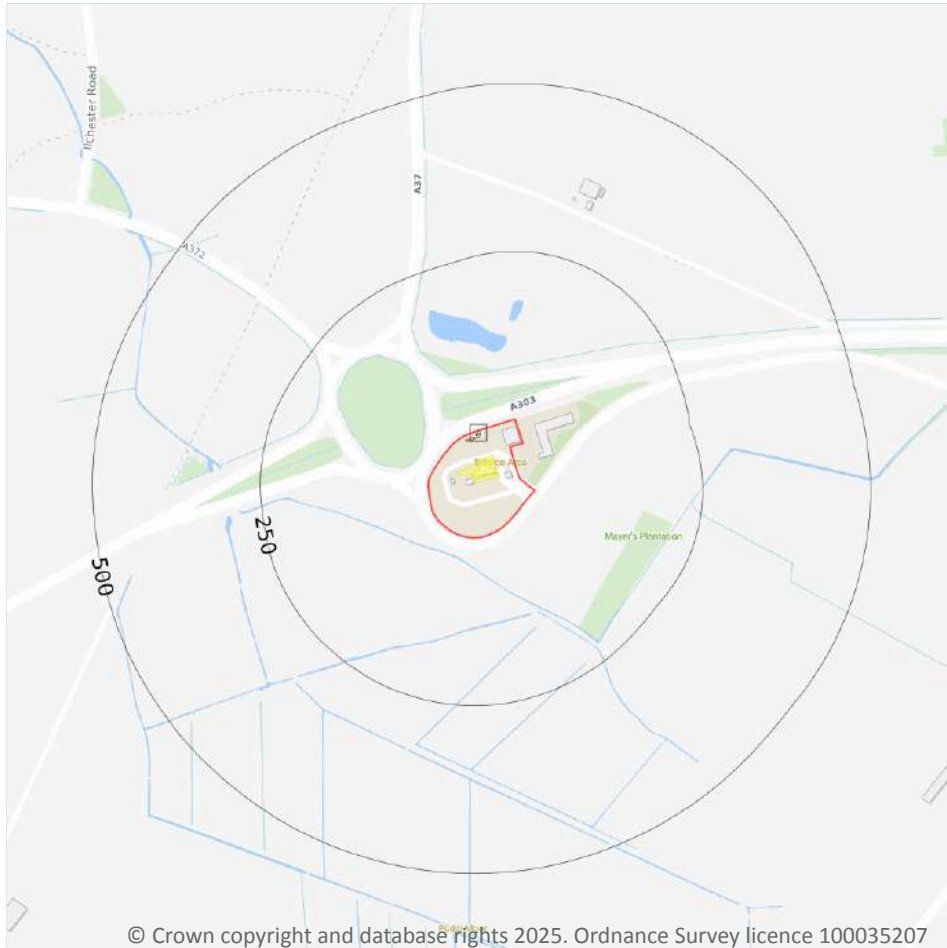 Ilchester Road
A37
A372
A303
Service Area
Mayer's Plantation
250
500
© Crown copyright and database rights 2025. Ordnance Survey licence 100035207